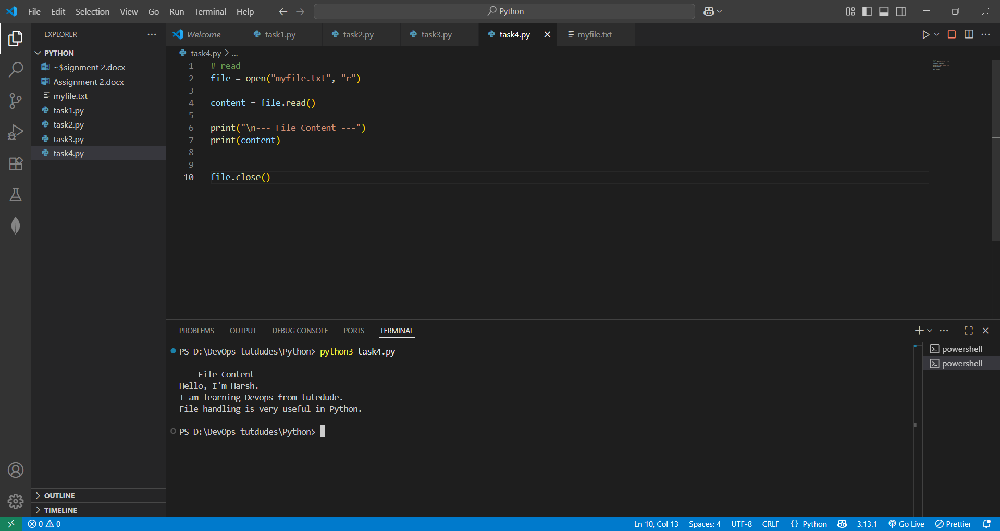 File Edit Selection View Go Run Terminal Help
Python
EXPLORER
PYTHON
~$signment 2.docx
Assignment 2.docx
myfile.txt
task1.py
task2.py
task3.py
task4.py
OUTLINE
TIMELINE
Welcome task1.py task2.py task3.py task4.py myfile.txt
task4.py > ...
1 # read
2 file = open("myfile.txt", "r")
3
4 content = file.read()
5
6 print("\n--- File Content ---")
7 print(content)
8
9
10 file.close()
PROBLEMS OUTPUT DEBUG CONSOLE PORTS TERMINAL
PS D:\DevOps tutdudes\Python> python3 task4.py
--- File Content ---
Hello, I'm Harsh.
I am learning Devops from tutedude.
File handling is very useful in Python.
PS D:\DevOps tutdudes\Python>
powershell
powershell
0 0
Ln 10, Col 13 Spaces: 4 UTF-8 CRLF {} Python 3.13.1 Go Live Prettier